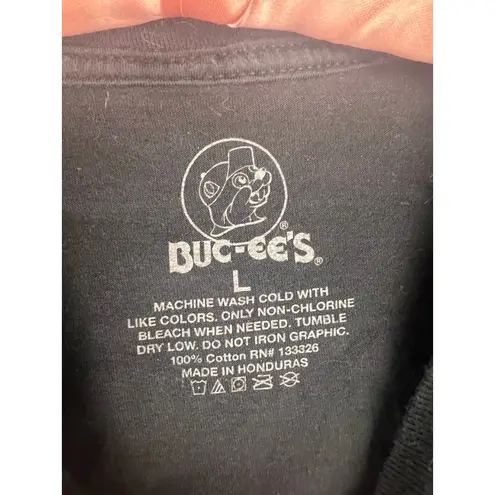 BUC-ee'S®
®
L
MACHINE WASH COLD WITH
LIKE COLORS. ONLY NON-CHLORINE
BLEACH WHEN NEEDED. TUMBLE
DRY LOW. DO NOT IRON GRAPHIC.
100% Cotton RN# 133326
MADE IN HONDURAS